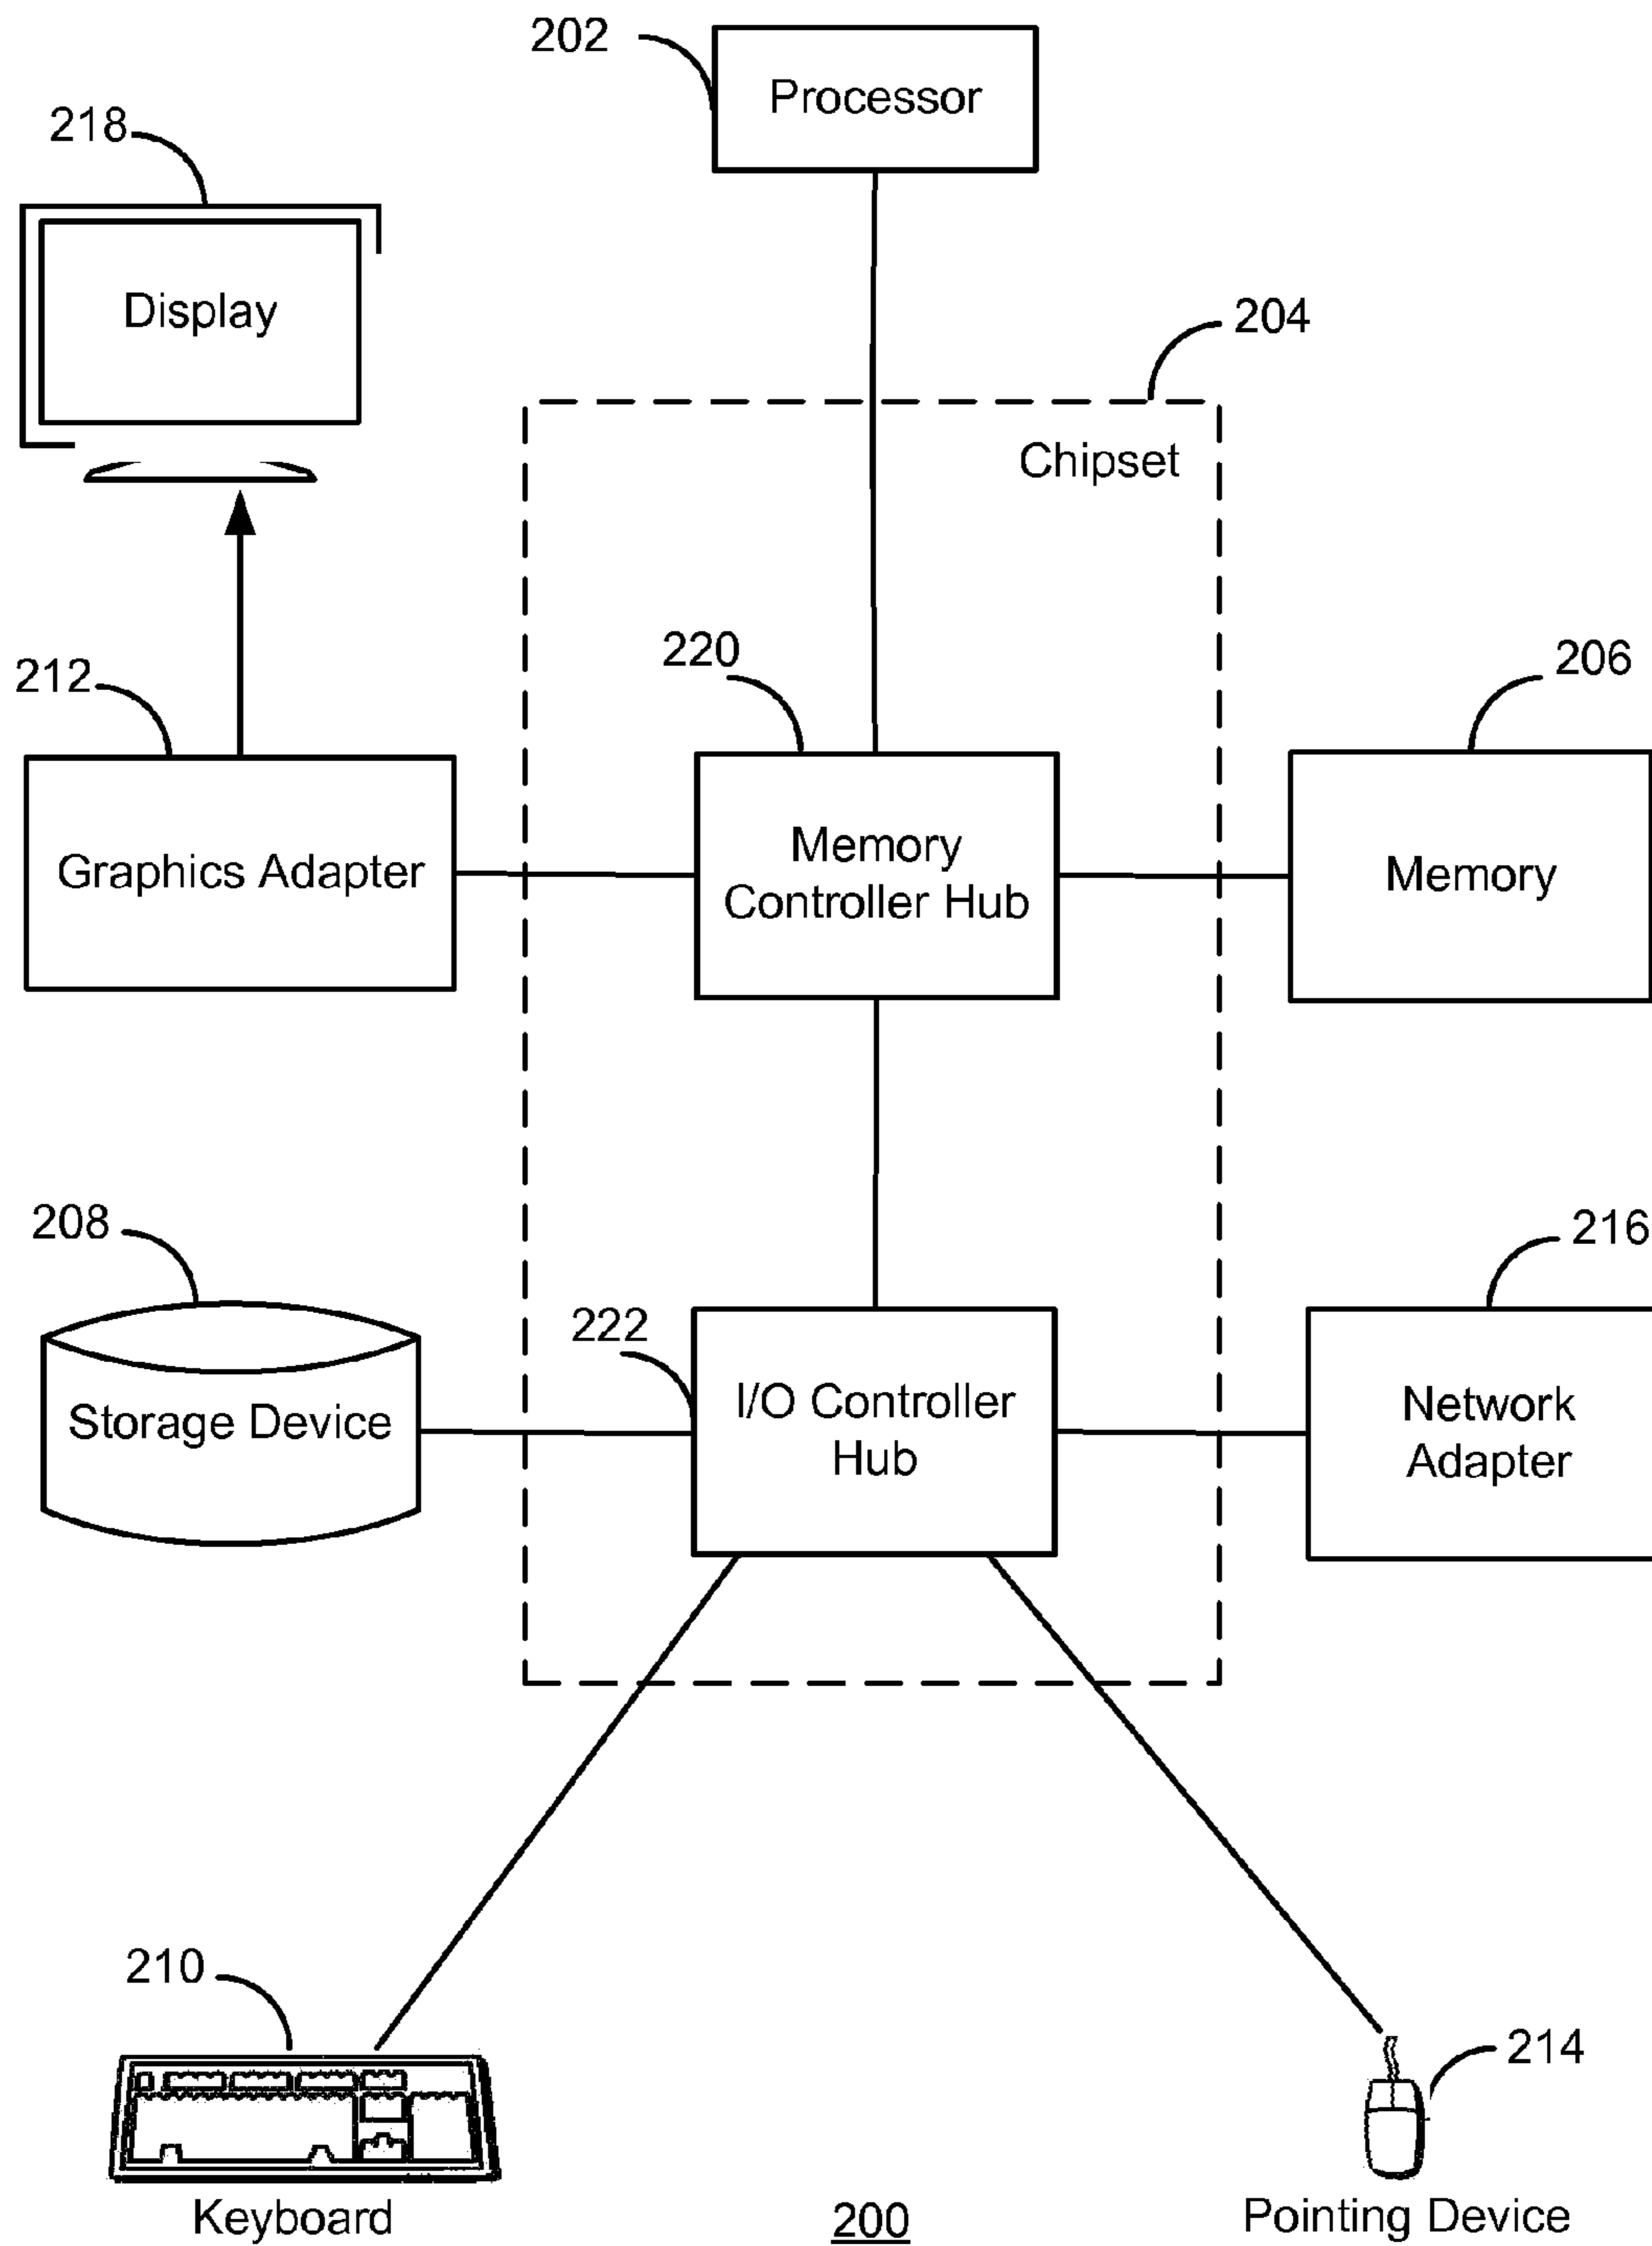 202
Processor
218
Display
204
Chipset
212
220
206
Graphics Adapter
Memory
Controller Hub
Memory
208
216
222
Storage Device
I/O Controller
Hub
Network
Adapter
210
214
Keyboard
200
Pointing Device